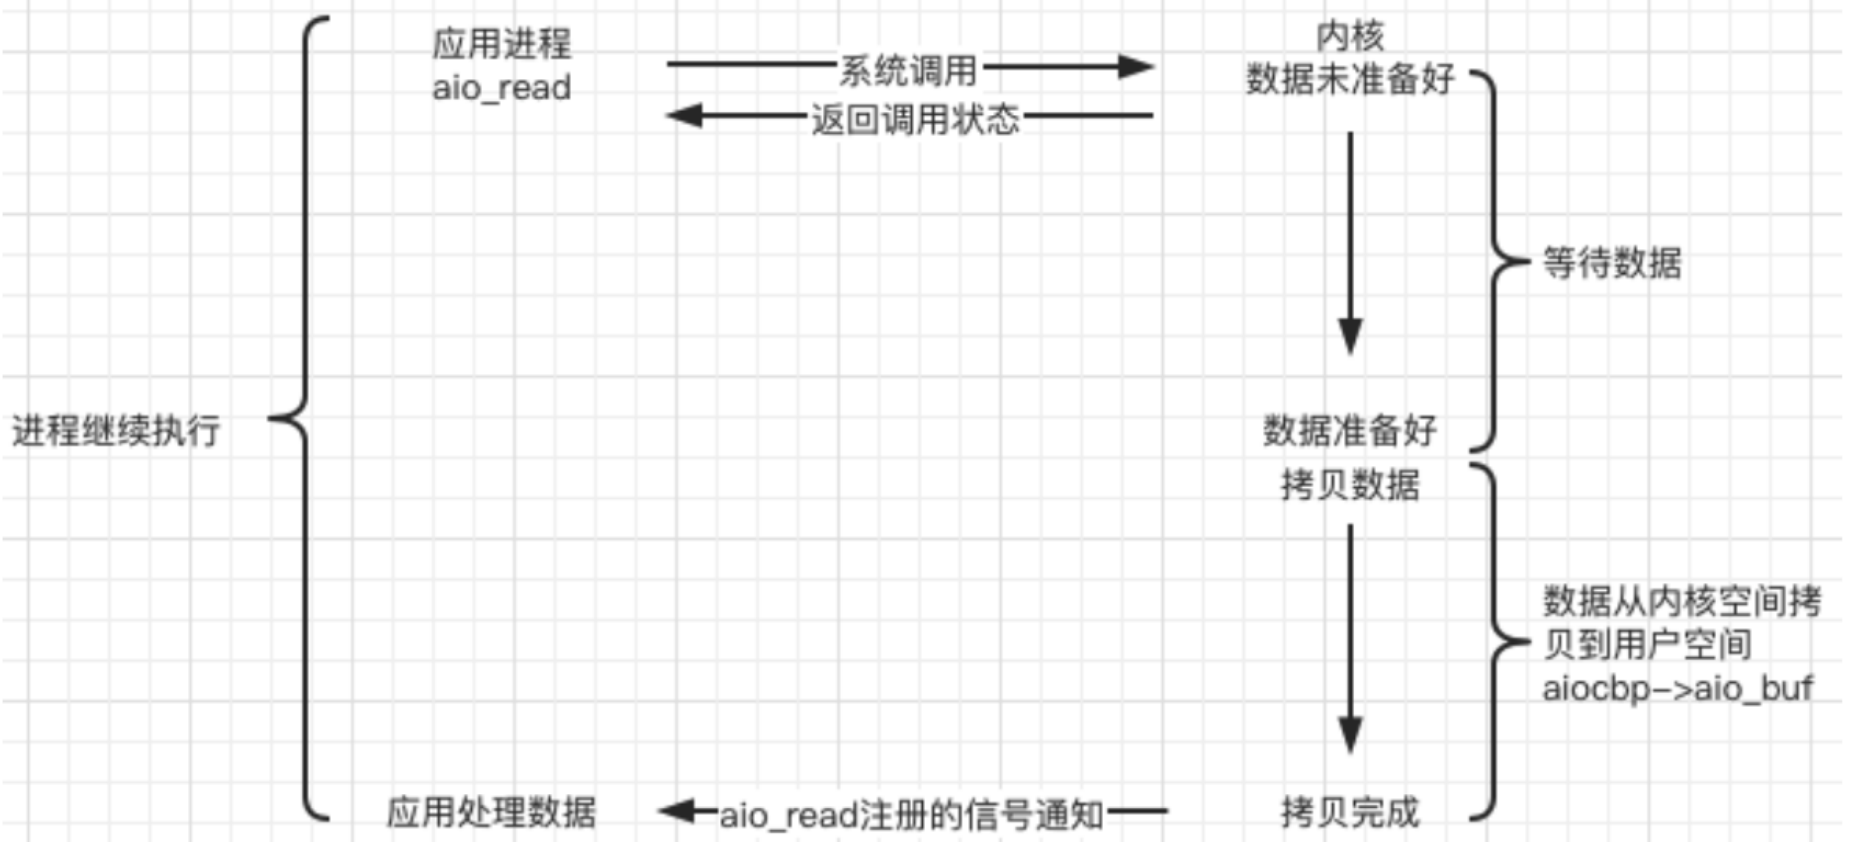 应用进程
aio_read
系统调用
返回调用状态
内核
数据未准备好
等待数据
进程继续执行
数据准备好
拷贝数据
数据从内核空间拷
贝到用户空间
aiocbp->aio_buf
应用处理数据
aio_read注册的信号通知
拷贝完成